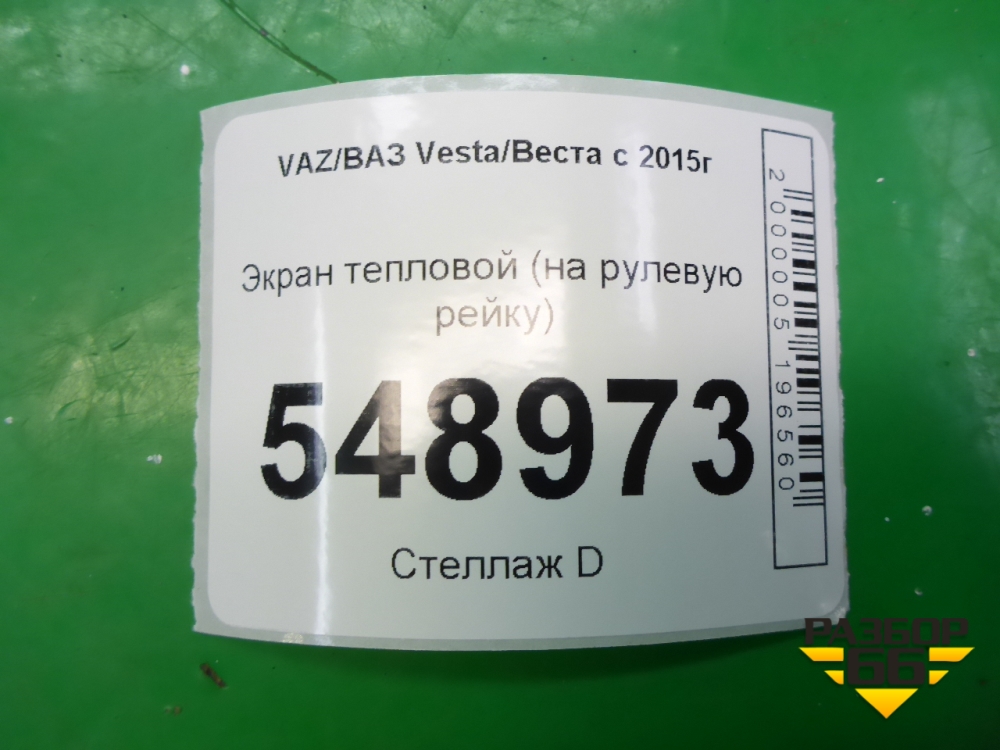 VAZ/ВАЗ Vesta/Веста с 2015г
Экран тепловой (на рулевую
рейку)
548973
Стеллаж D
2000005196560
РАЗБОР
66